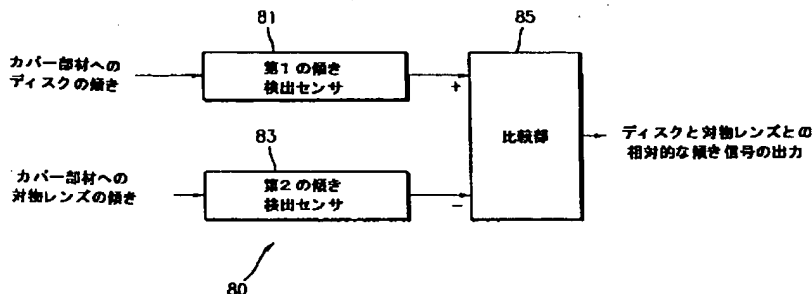 81
85
カバー部材への
ディスクの傾き
第1の傾き
検出センサ
+
比較部
ディスクと対物レンズとの
相対的な傾き信号の出力
83
カバー部材への
対物レンズの傾き
第2の傾き
検出センサ
−
80